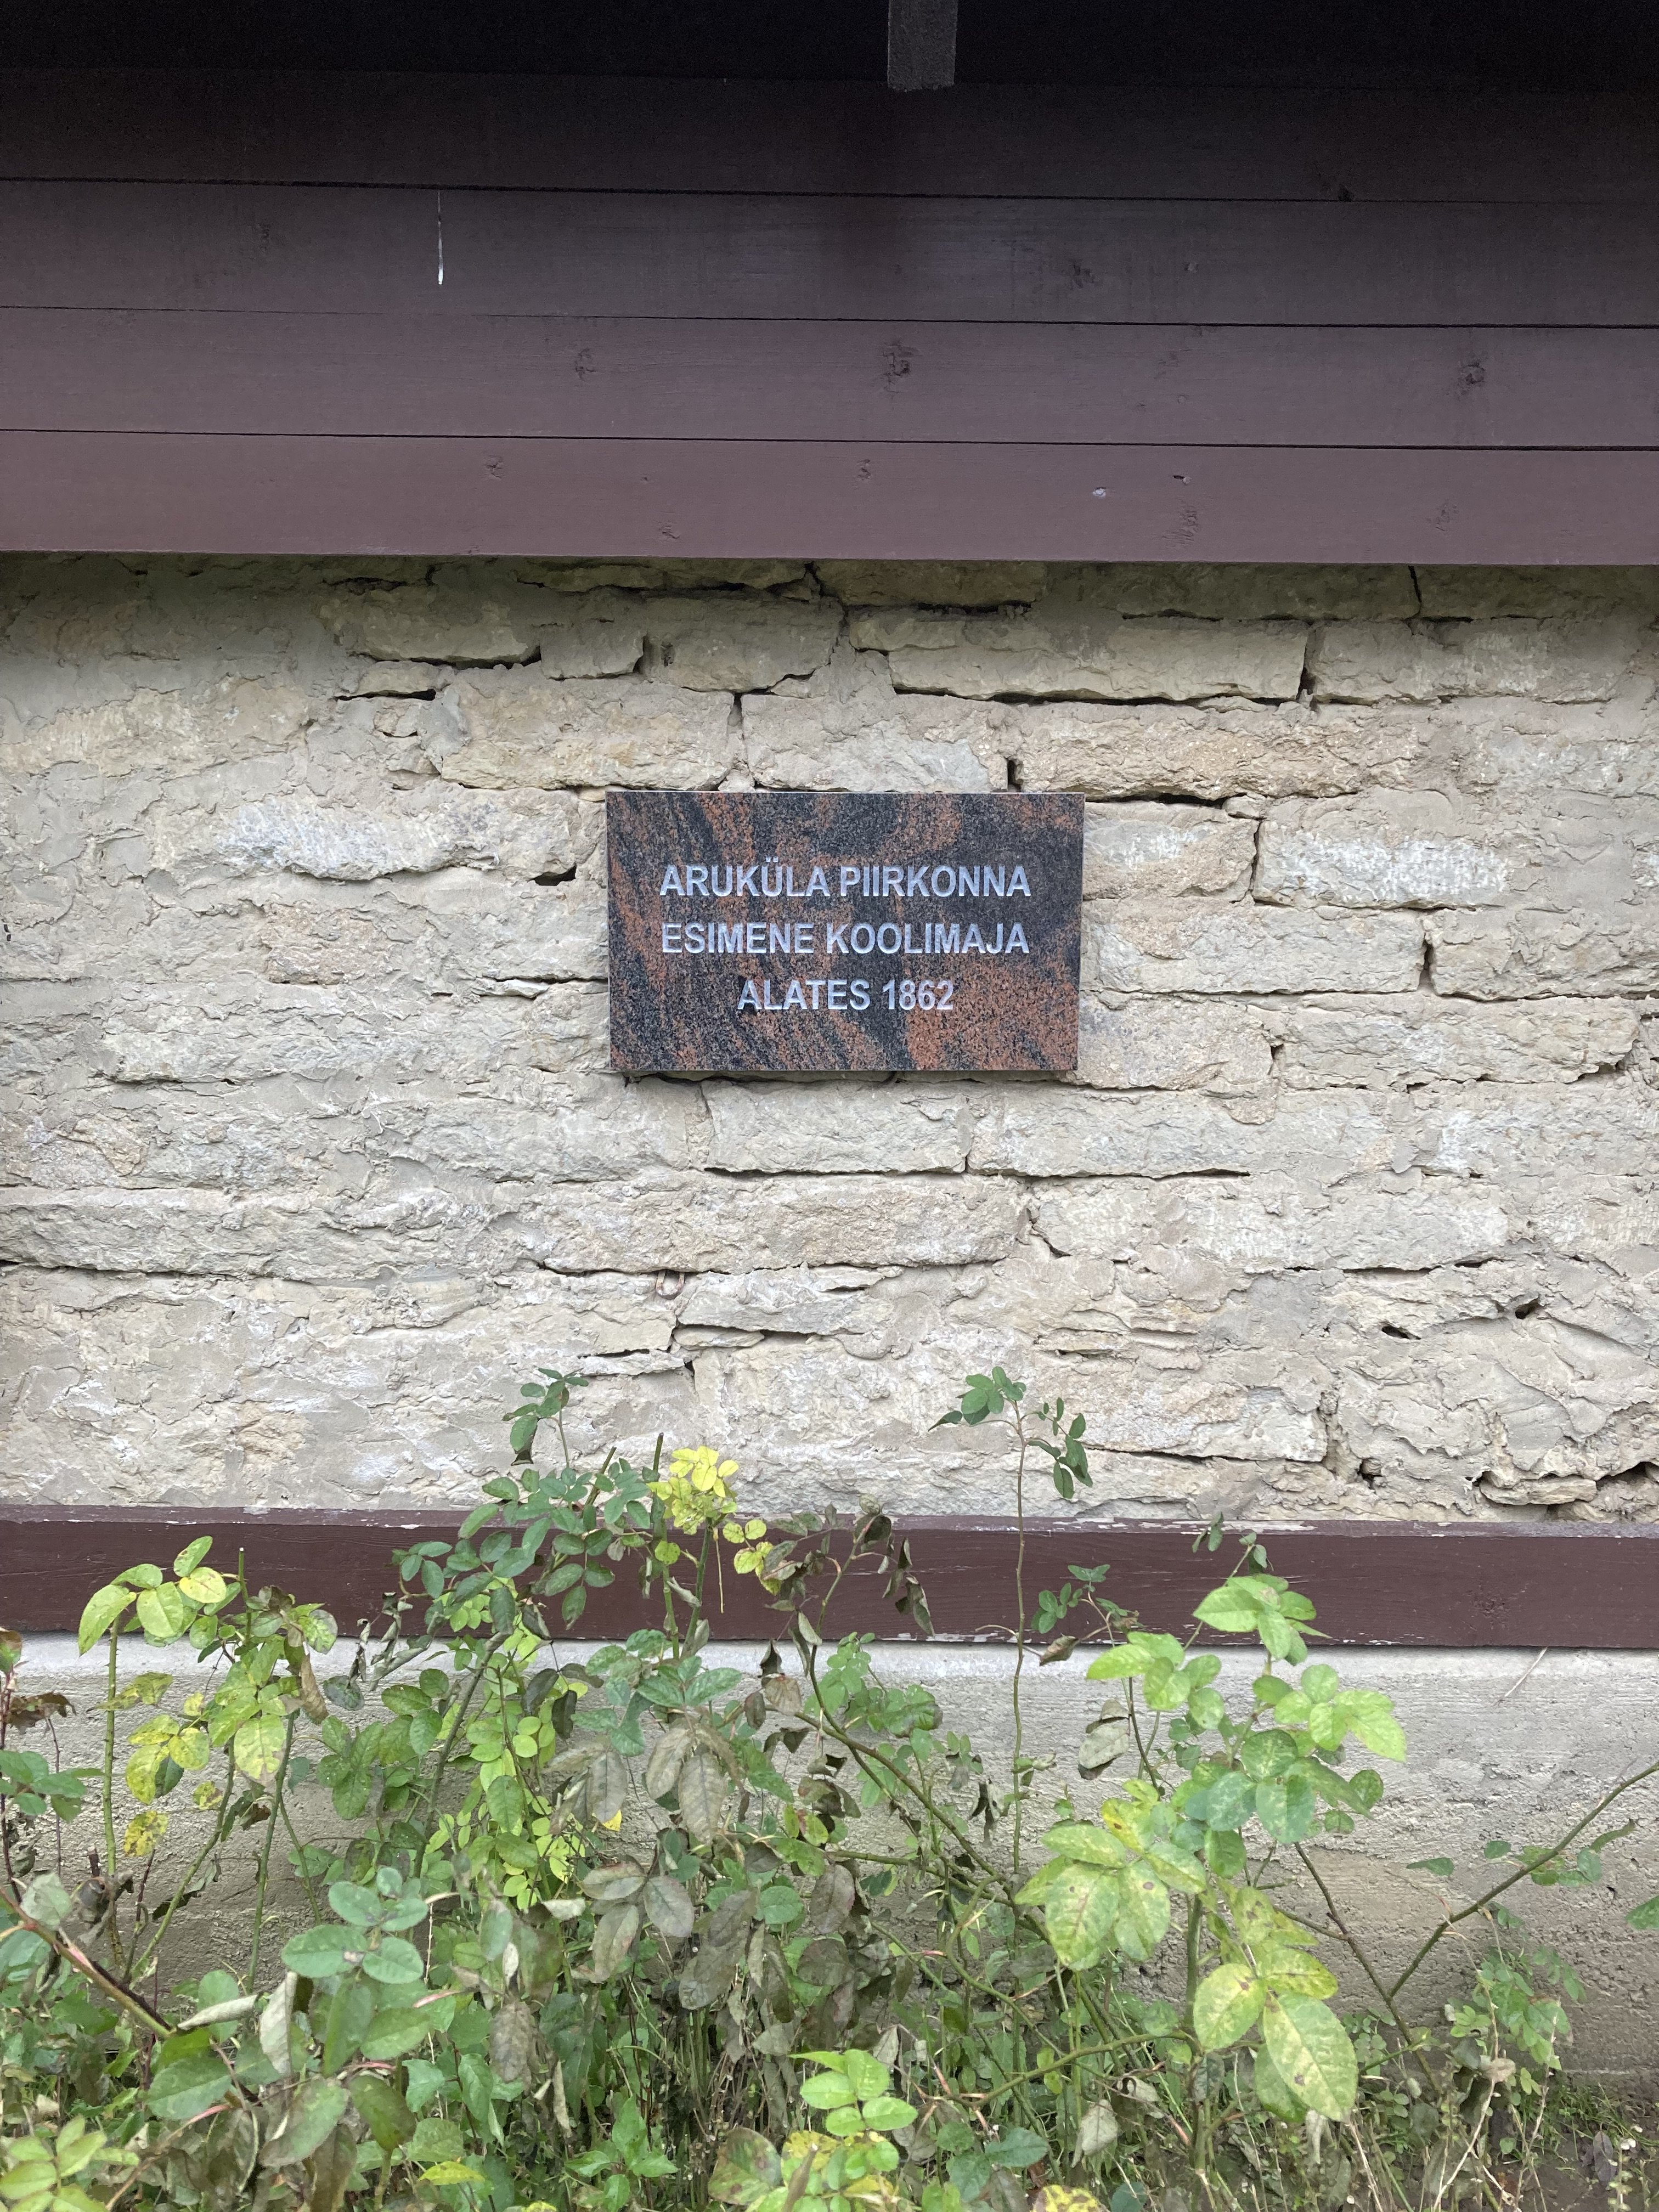 ARUKÜLA PIIRKONNA
ESIMENE KOOLIMAJA
ALATES 1862